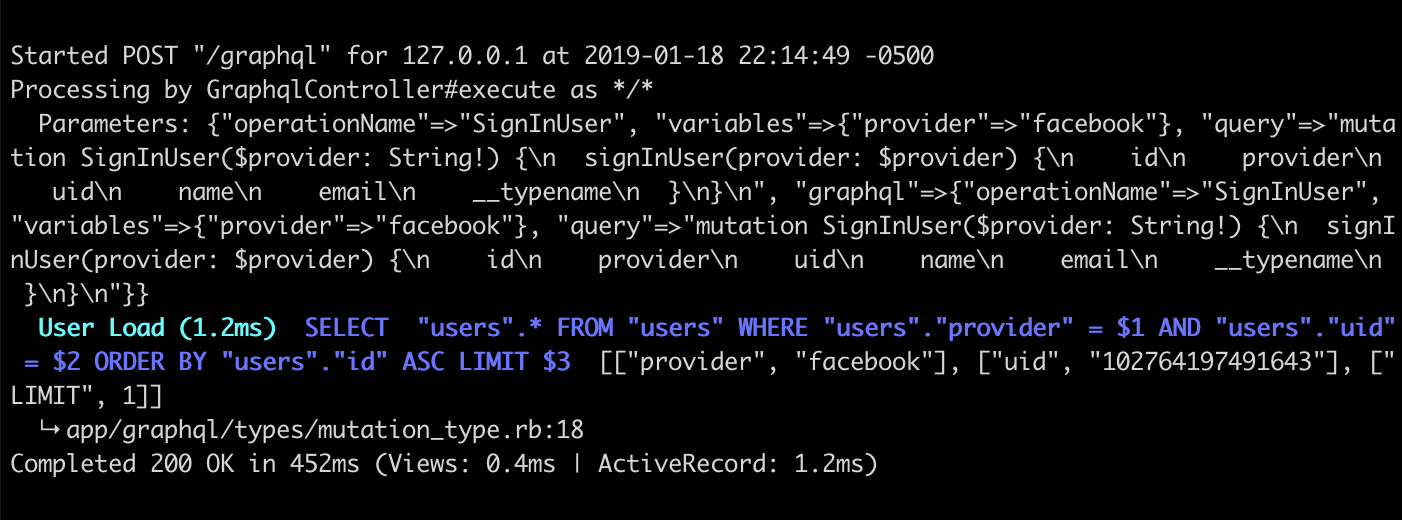 Started POST "/graphql" for 127.0.0.1 at 2019-01-18 22:14:49 -0500
Processing by GraphqlController#execute as */*
  Parameters: {"operationName"=>"SignInUser", "variables"=>{"provider"=>"facebook"}, "query"=>"muta
tion SignInUser($provider: String!) {\n  signInUser(provider: $provider) {\n    id\n    provider\n
   uid\n    name\n    email\n    __typename\n  }\n}\n", "graphql"=>{"operationName"=>"SignInUser",
"variables"=>{"provider"=>"facebook"}, "query"=>"mutation SignInUser($provider: String!) {\n  signI
nUser(provider: $provider) {\n    id\n    provider\n    uid\n    name\n    email\n    __typename\n
 }\n}\n"}}
  User Load (1.2ms)  SELECT  "users".* FROM "users" WHERE "users"."provider" = $1 AND "users"."uid"
 = $2 ORDER BY "users"."id" ASC LIMIT $3  [["provider", "facebook"], ["uid", "102764197491643"], ["
LIMIT", 1]]
  ↳ app/graphql/types/mutation_type.rb:18
Completed 200 OK in 452ms (Views: 0.4ms | ActiveRecord: 1.2ms)